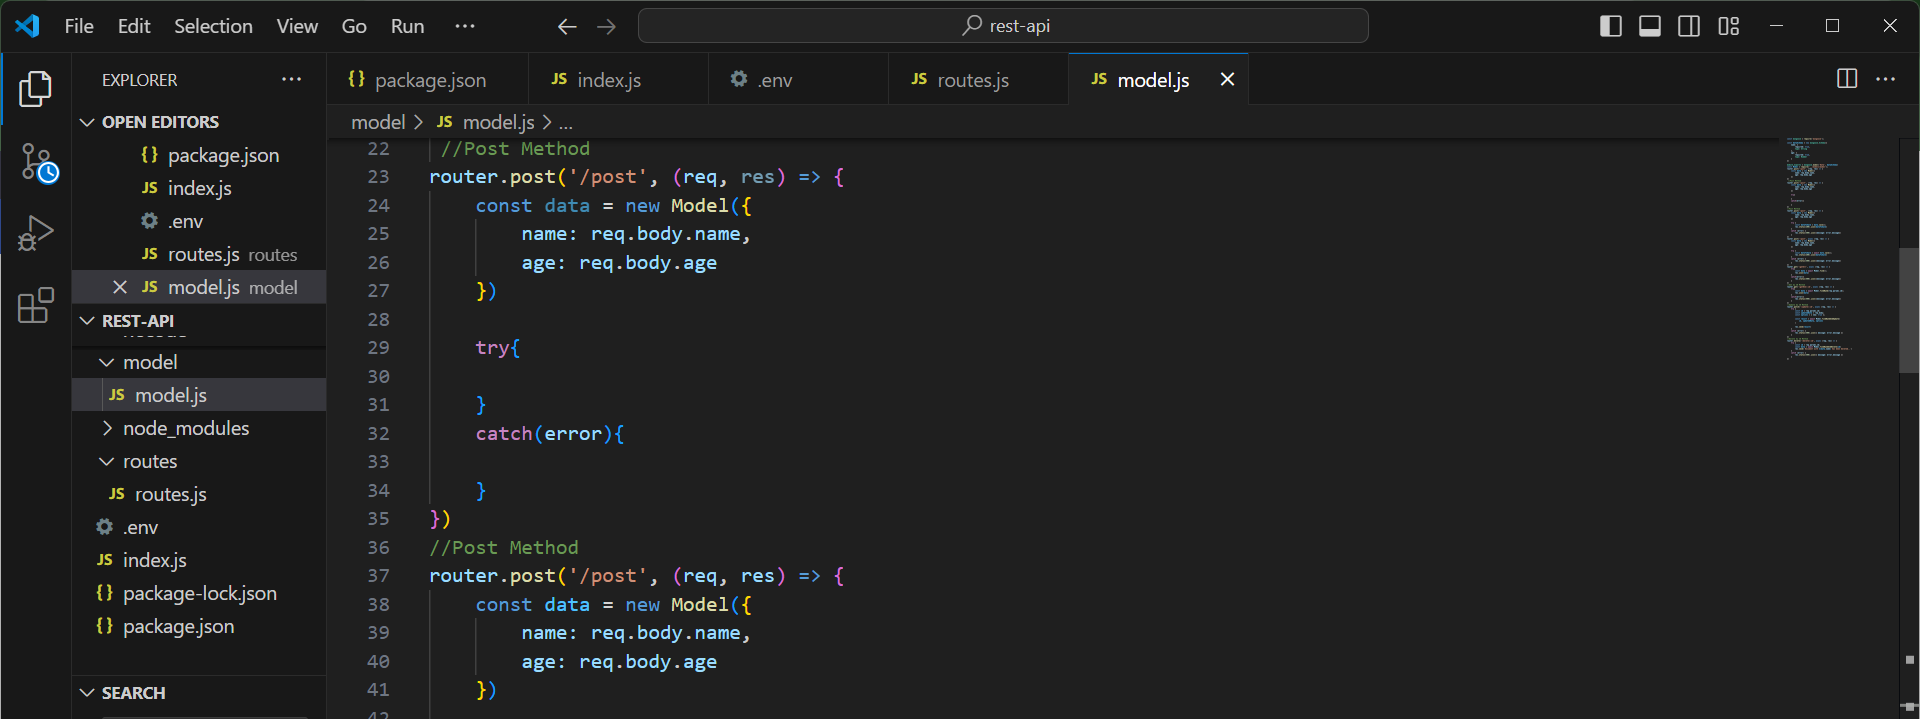 File Edit Selection View Go Run ··· rest-api
EXPLORER ···
OPEN EDITORS
{} package.json
JS index.js
.env
JS routes.js routes
JS model.js model
REST-API
model
JS model.js
node_modules
routes
JS routes.js
.env
JS index.js
{} package-lock.json
{} package.json
SEARCH
{} package.json JS index.js .env JS routes.js JS model.js ···
model > JS model.js > ...
22 //Post Method
23 router.post('/post', (req, res) => {
24 const data = new Model({
25 name: req.body.name,
26 age: req.body.age
27 })
28
29 try{
30
31 }
32 catch(error){
33
34 }
35 })
36 //Post Method
37 router.post('/post', (req, res) => {
38 const data = new Model({
39 name: req.body.name,
40 age: req.body.age
41 })
42